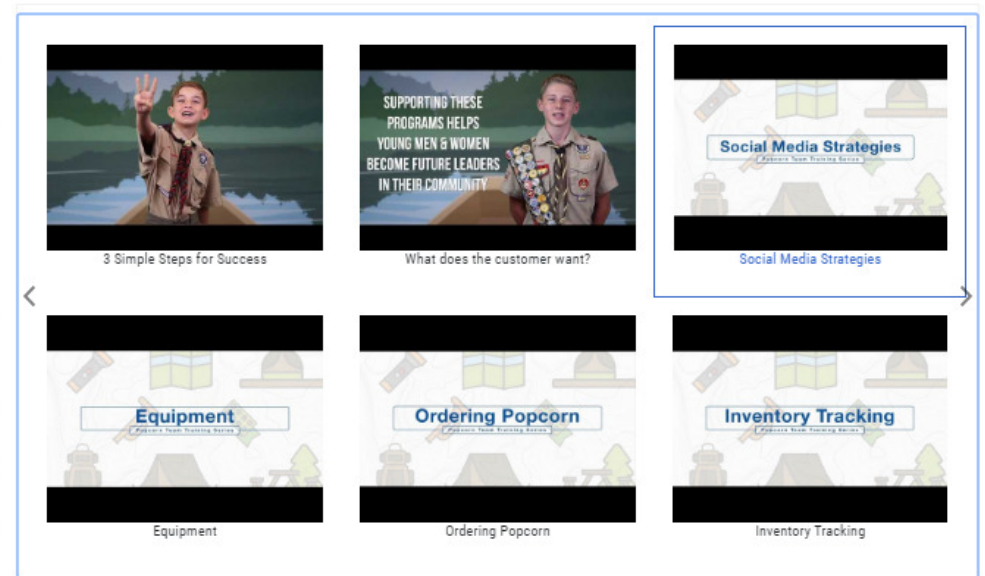 SUPPORTING THESE
PROGRAMS HELPS
YOUNG MEN & WOMEN
BECOME FUTURE LEADERS
IN THEIR COMMUNITY
Social Media Strategies
Popcorn Team Training Series
3 Simple Steps for Success
What does the customer want?
Social Media Strategies
Equipment
Popcorn Team Training Series
Ordering Popcorn
Popcorn Team Training Series
Inventory Tracking
Popcorn Team Training Series
Equipment
Ordering Popcorn
Inventory Tracking